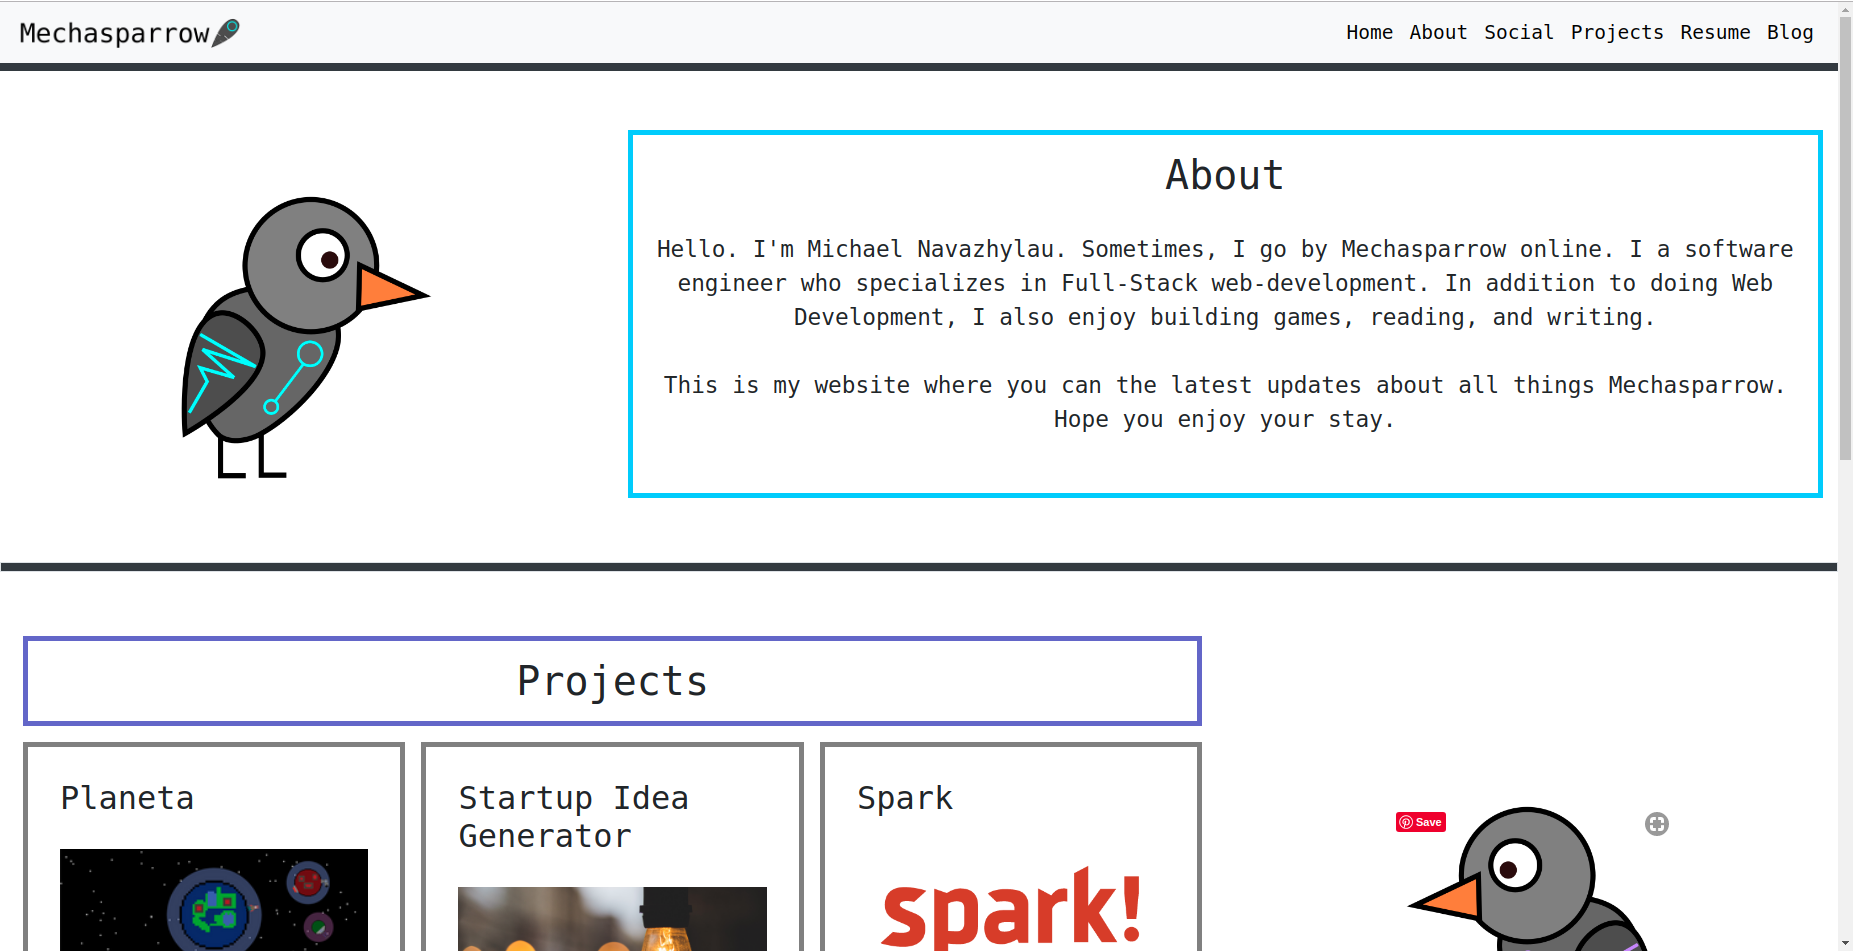 Mechasparrow
Home About Social Projects Resume Blog
About
Hello. I'm Michael Navazhylau. Sometimes, I go by Mechasparrow online. I a software
engineer who specializes in Full-Stack web-development. In addition to doing Web
Development, I also enjoy building games, reading, and writing.
This is my website where you can the latest updates about all things Mechasparrow.
Hope you enjoy your stay.
Projects
Planeta
Startup Idea
Generator
Spark
Save
spark!